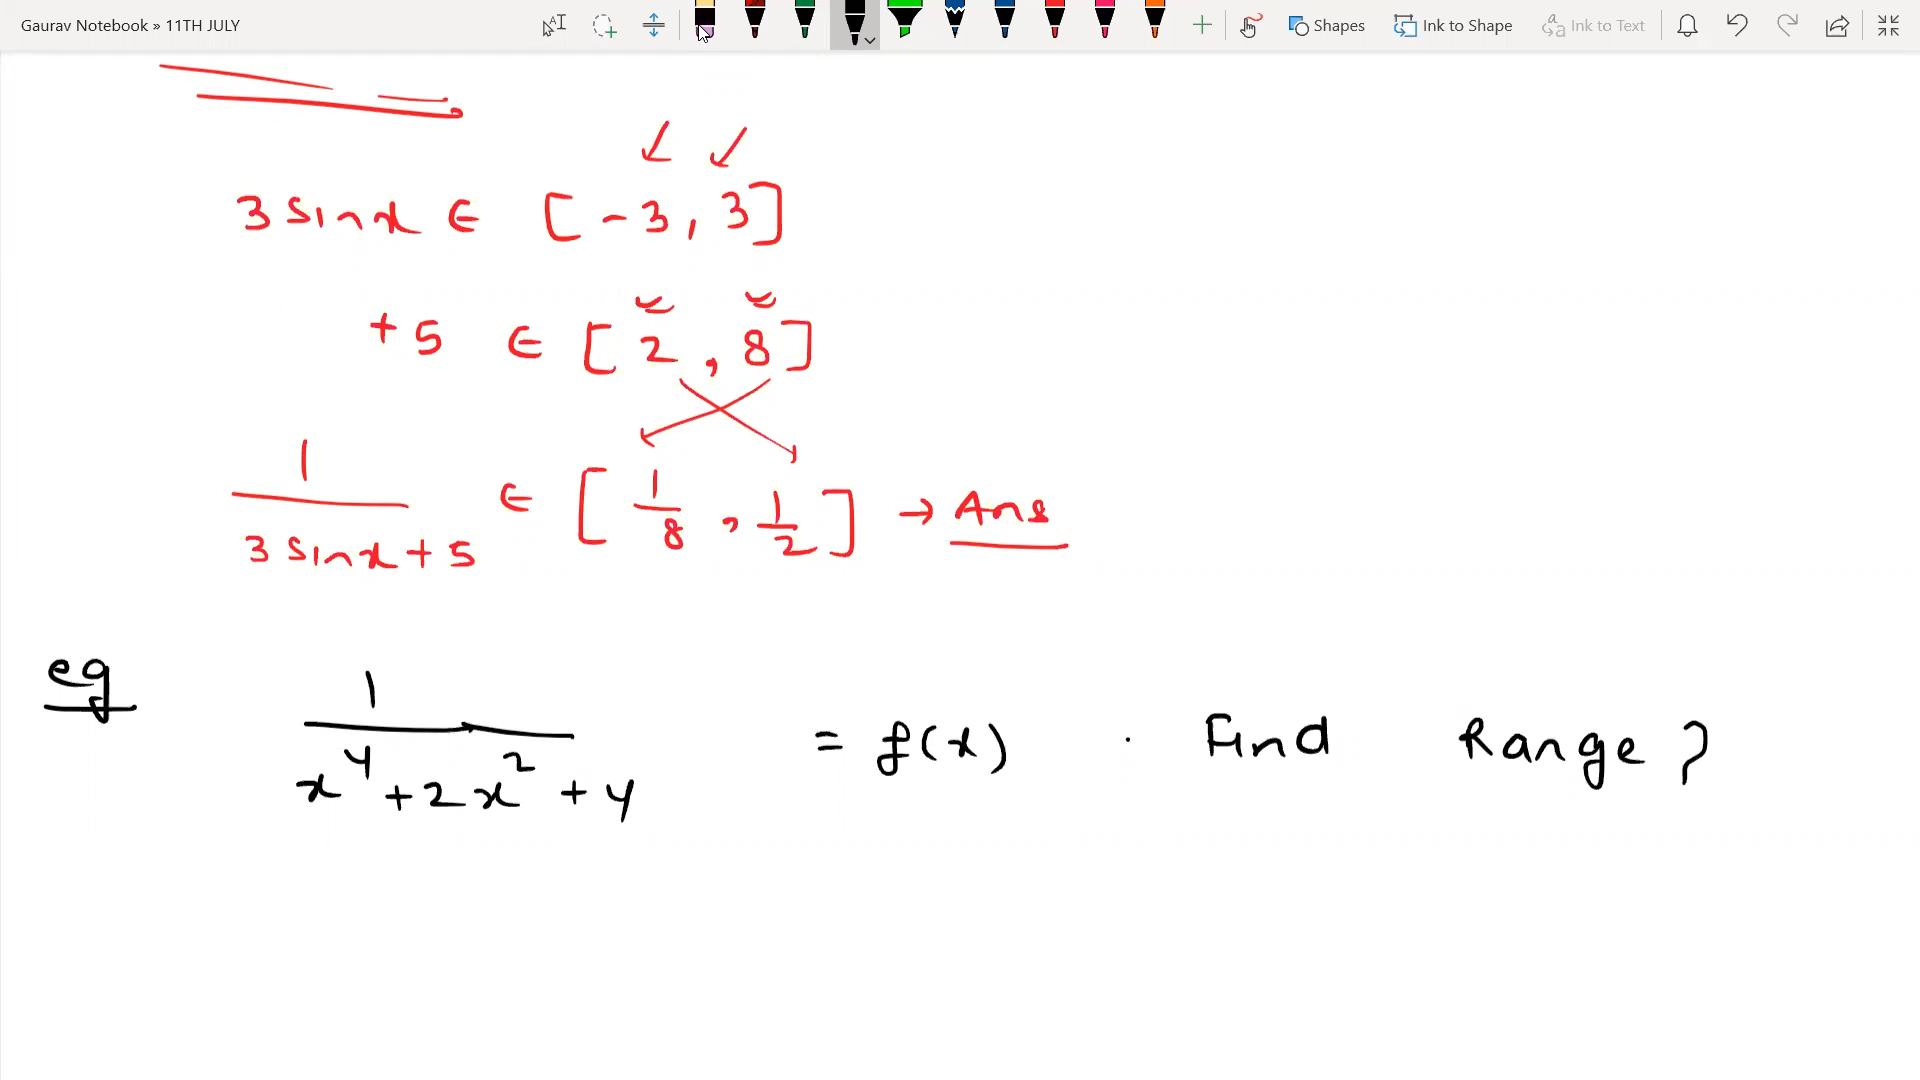 Gaurav Notebook » 11TH JULY
Shapes
Ink to Shape
Ink to Text
3 sinx ∈ [-3, 3]
+5 ∈ [2, 8]
1/(3 sinx + 5) ∈ [1/8, 1/2] → Ans
eg 1/(x⁴ + 2x² + 4) = f(x) . Find Range?